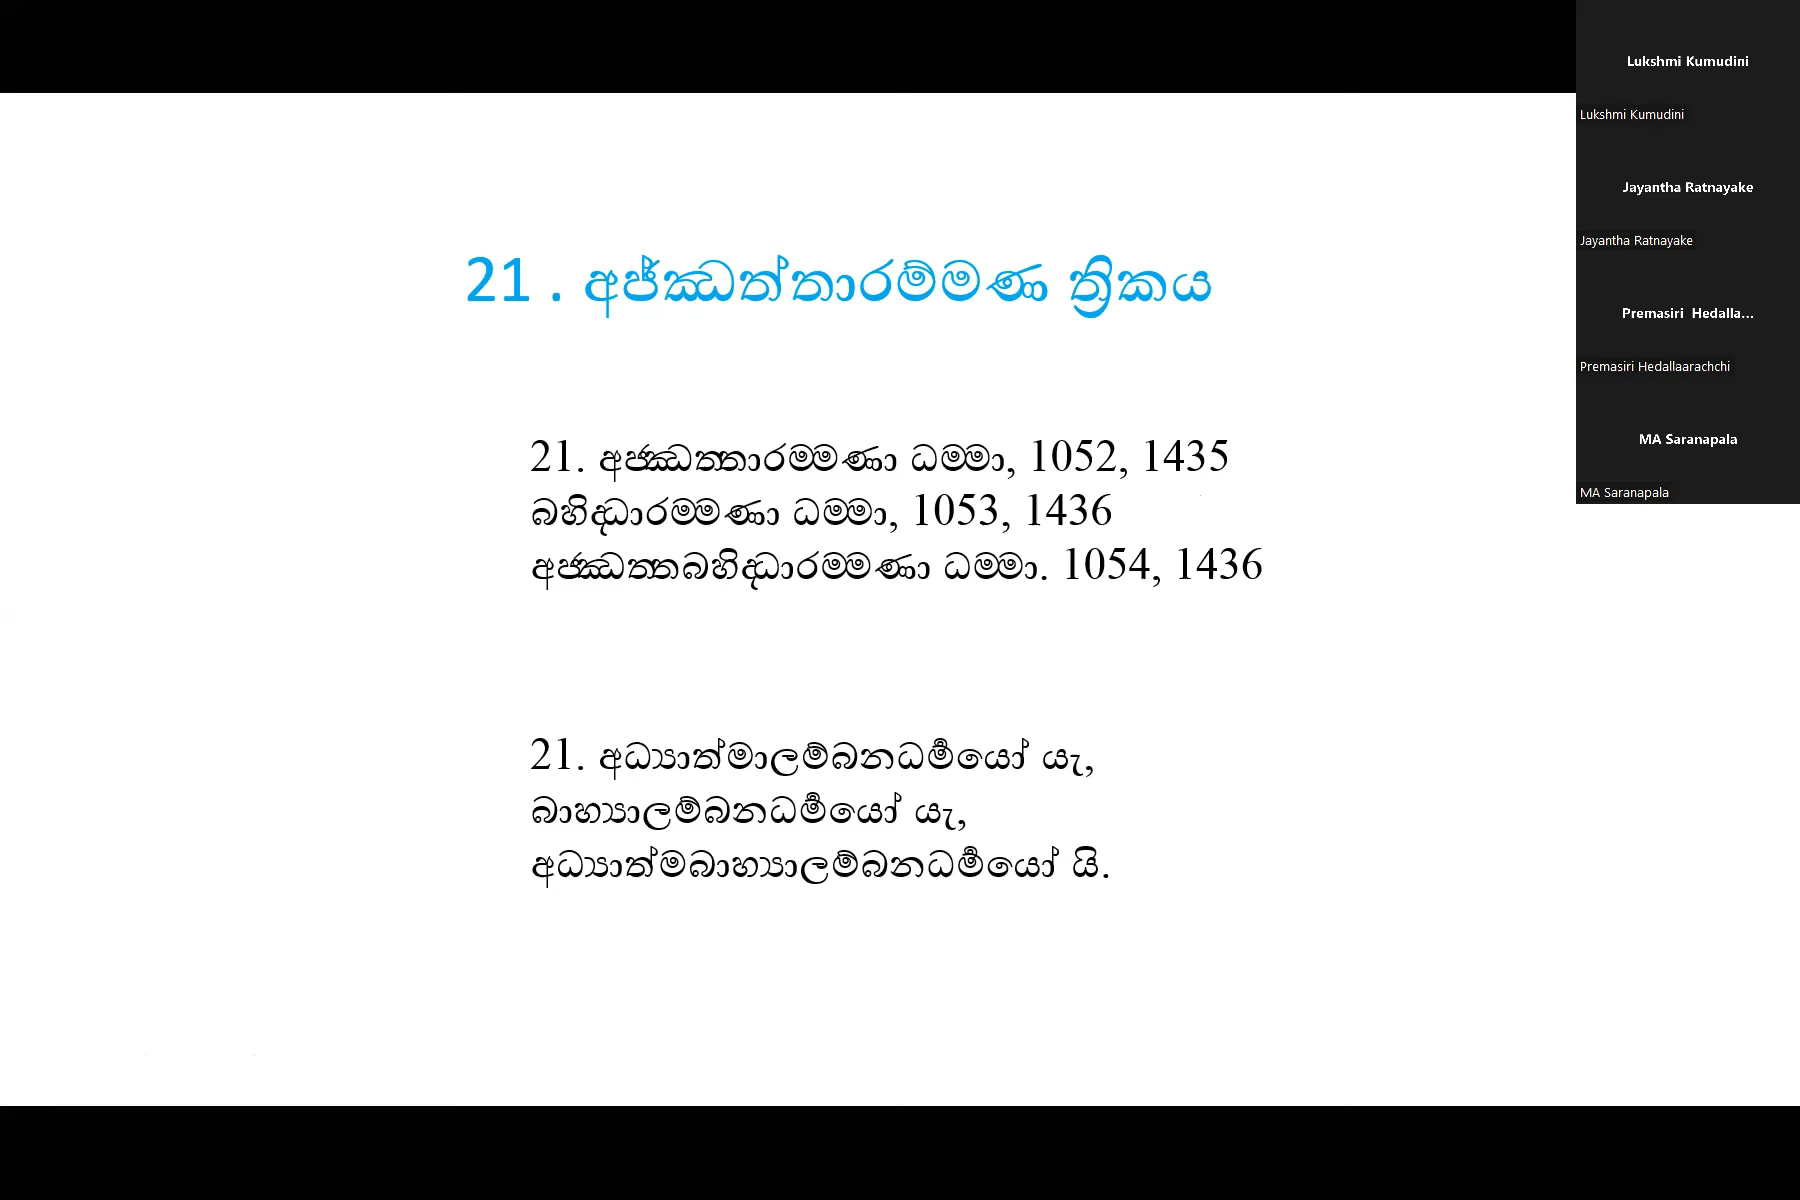 21 . අජ්ඣත්තාරම්මණ ත්‍රිකය
21. අජ‍්ඣත‍්තාරම‍්මණා ධම‍්මා, 1052, 1435
බහිද‍්ධාරම‍්මණා ධම‍්මා, 1053, 1436
අජ‍්ඣත‍්තබහිද‍්ධාරම‍්මණා ධම‍්මා. 1054, 1436
21. අධ්‍යාත්මාලම්බනධර්‍මයෝ යැ,
බාහ්‍යාලම්බනධර්‍මයෝ යැ,
අධ්‍යාත්මබාහ්‍යාලම්බනධර්‍මයෝ යි.
Lukshmi Kumudini
Lukshmi Kumudini
Jayantha Ratnayake
Jayantha Ratnayake
Premasiri Hedalla...
Premasiri Hedallaarachchi
MA Saranapala
MA Saranapala